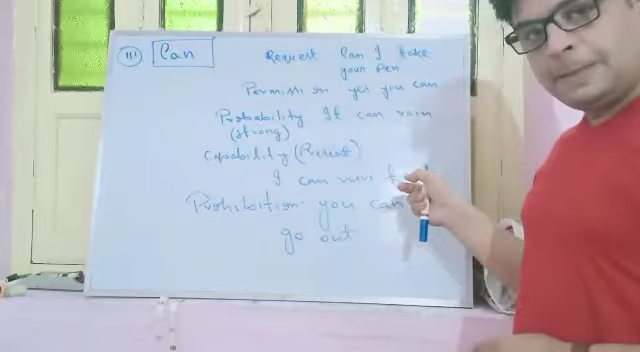 (III) Can
Request Can I take
your pen
Permission yes you can
Probability It can rain
(strong)
Capability (Present)
I can run
Prohibition: you can
go out